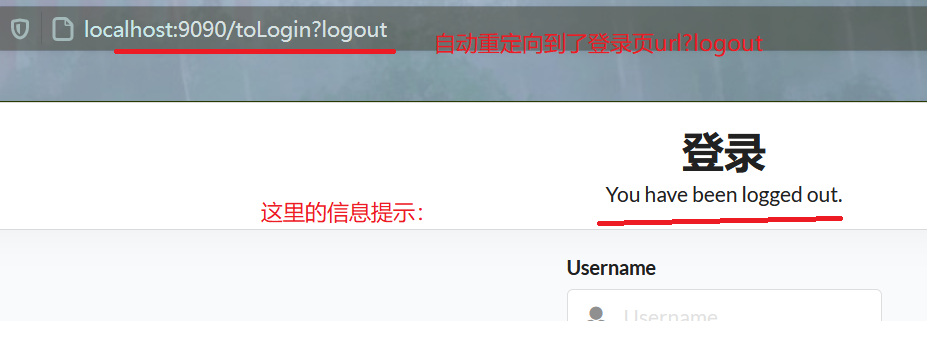 localhost:9090/toLogin?logout
自动重定向到了登录页url?logout
登录
You have been logged out.
这里的信息提示：
Username
Username